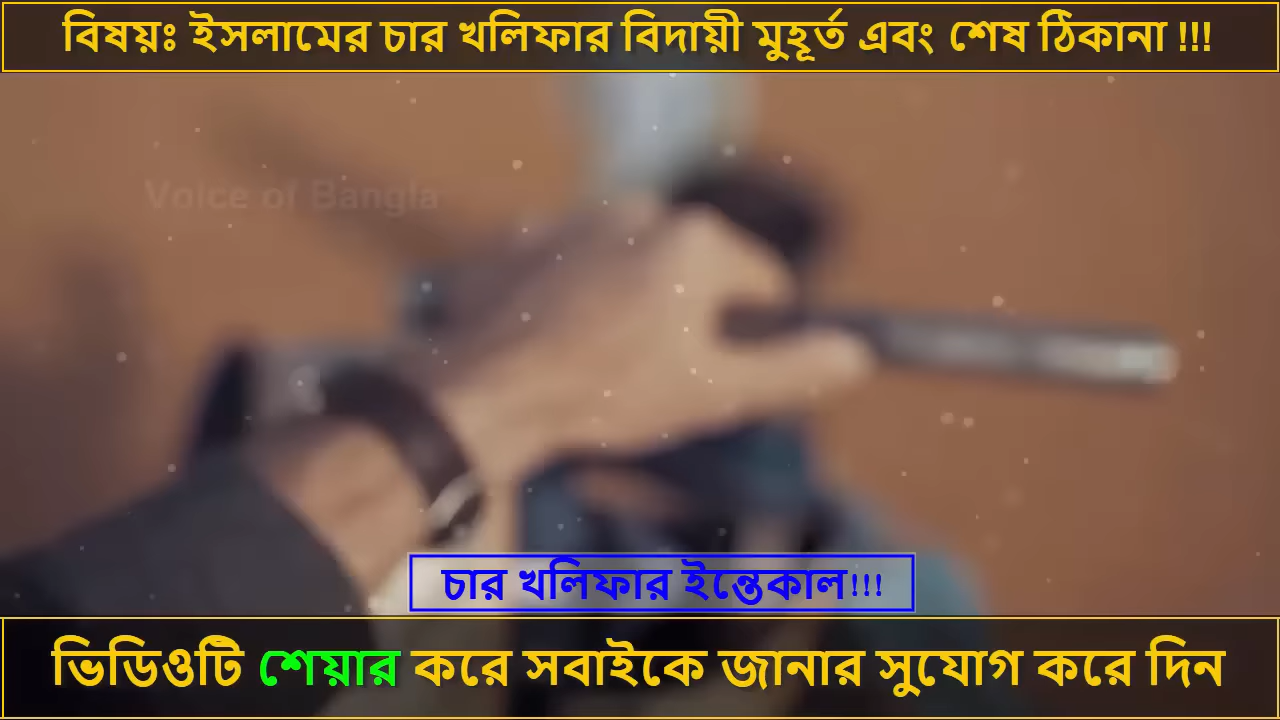 বিষয়ঃ ইসলামের চার খলিফার বিদায়ী মুহূর্ত এবং শেষ ঠিকানা !!!
Voice of Bangla
চার খলিফার ইন্তেকাল!!!
ভিডিওটি শেয়ার করে সবাইকে জানার সুযোগ করে দিন